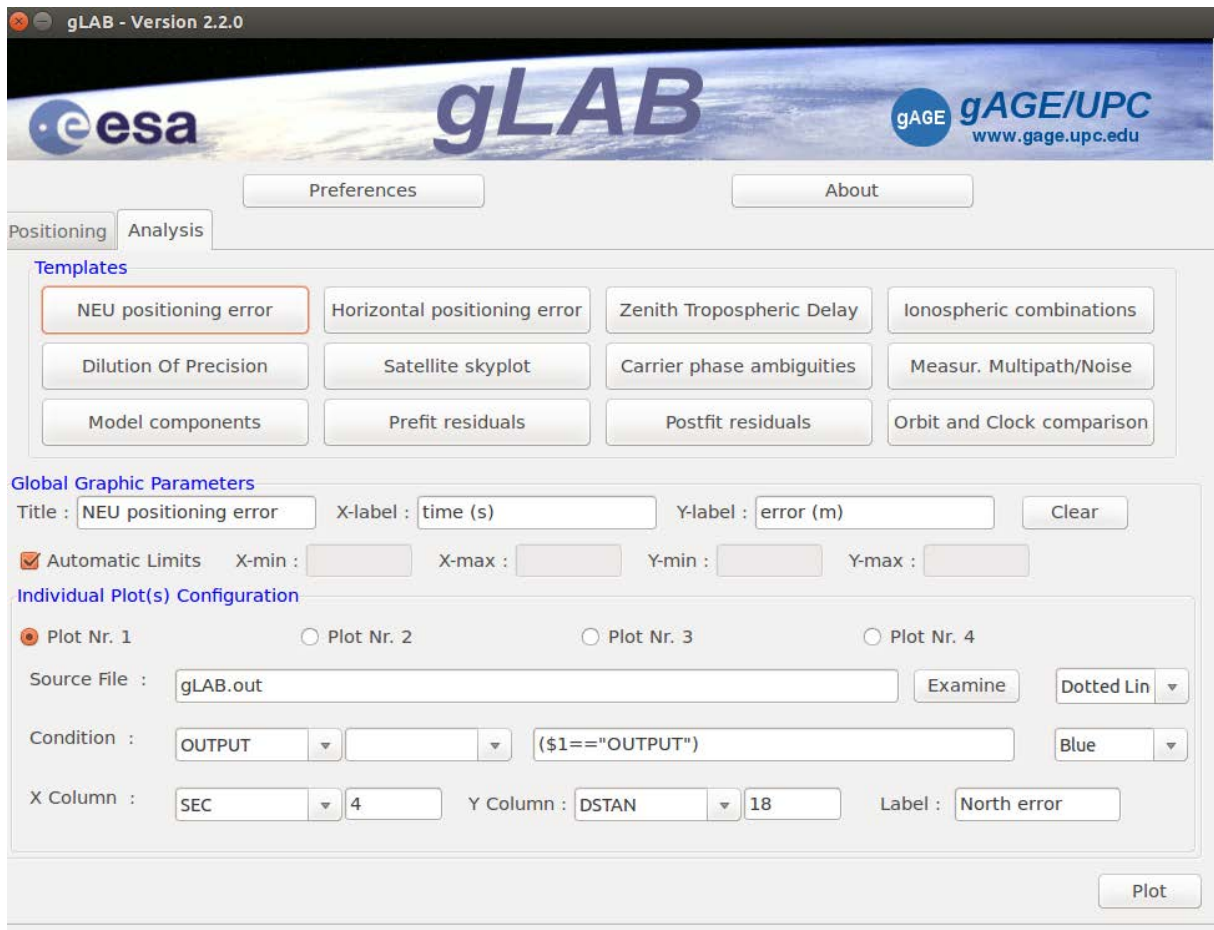 gLAB - Version 2.2.0
esa
gLAB
gAGE
gAGE/UPC
www.gage.upc.edu
Preferences About
Positioning Analysis
Templates
NEU positioning error Horizontal positioning error Zenith Tropospheric Delay Ionospheric combinations
Dilution Of Precision Satellite skyplot Carrier phase ambiguities Measur. Multipath/Noise
Model components Prefit residuals Postfit residuals Orbit and Clock comparison
Global Graphic Parameters
Title : NEU positioning error X-label : time (s) Y-label : error (m) Clear
Automatic Limits X-min : X-max : Y-min : Y-max :
Individual Plot(s) Configuration
Plot Nr. 1 Plot Nr. 2 Plot Nr. 3 Plot Nr. 4
Source File : gLAB.out Examine Dotted Lin
Condition : OUTPUT ($1=="OUTPUT") Blue
X Column : SEC 4 Y Column : DSTAN 18 Label : North error
Plot